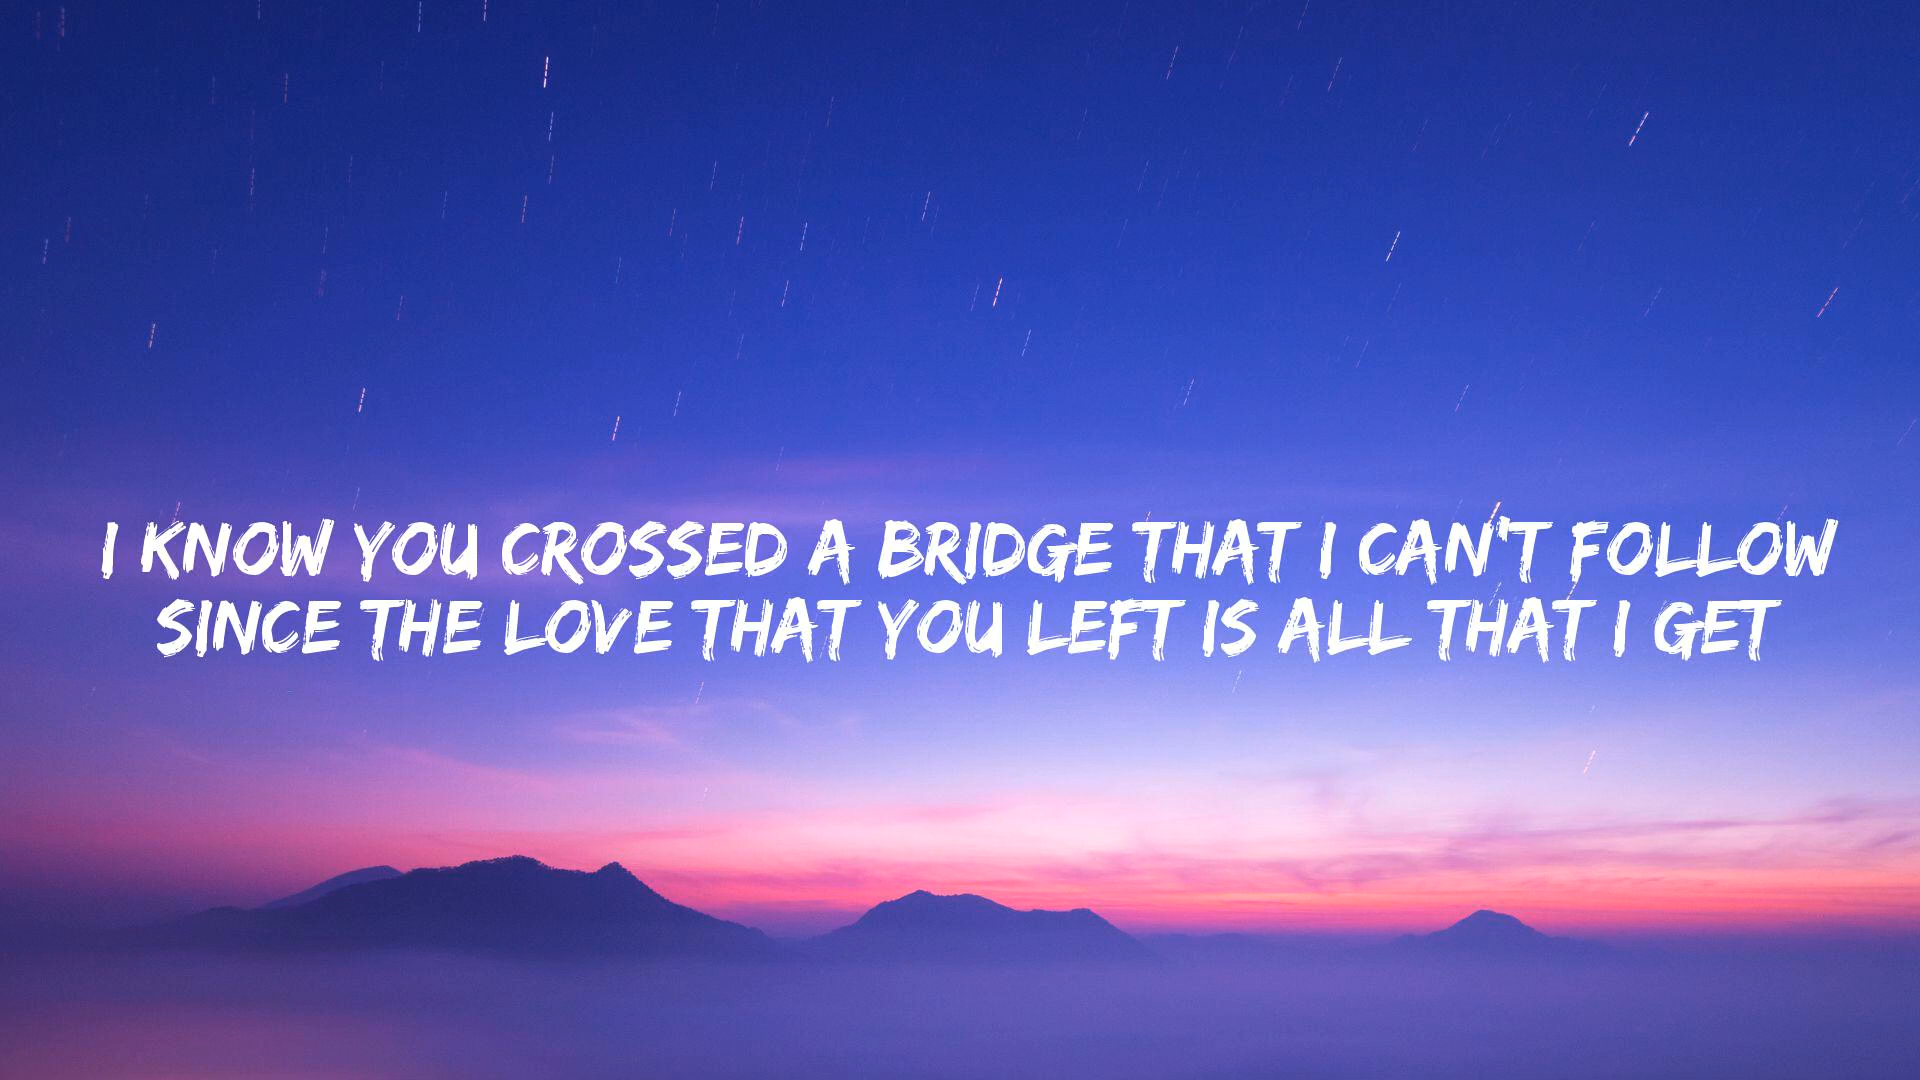 I KNOW YOU CROSSED A BRIDGE THAT I CAN'T FOLLOW
SINCE THE LOVE THAT YOU LEFT IS ALL THAT I GET